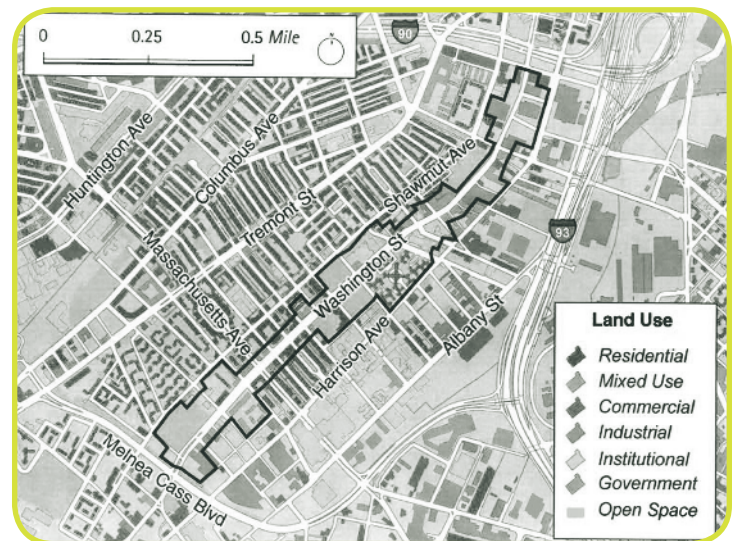 0 0.25 0.5 Mile
N
90
Huntington Ave
Columbus Ave
Tremont St
Shawmut Ave
Massachusetts Ave
Washington St
Harrison Ave
Albany St
93
Melnea Cass Blvd
Land Use
Residential
Mixed Use
Commercial
Industrial
Institutional
Government
Open Space